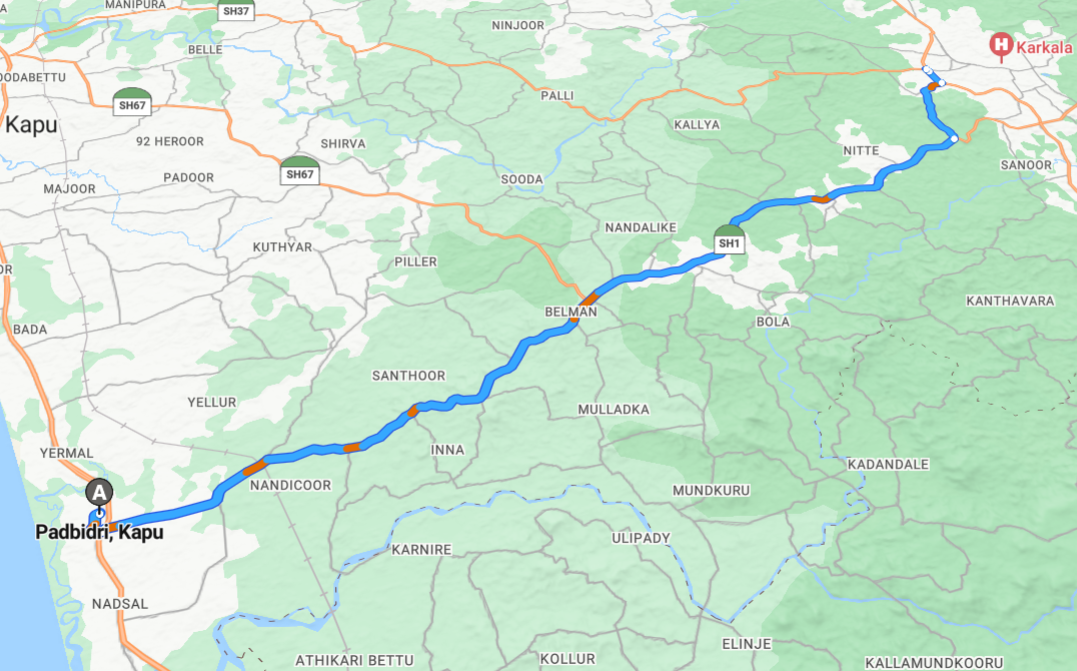 MANIPURA
SH37
NINJOOR
BELLE
H Karkala
OODABETTU
SH67
PALLI
Kapu
KALLYA
92 HEROOR
SHIRVA
NITTE
SH67
SANOOR
PADOOR
SOODA
MAJOOR
NANDALIKE
SH1
KUTHYAR
PILLER
OR
KANTHAVARA
BELMAN
BADA
BOLA
SANTHOOR
YELLUR
MULLADKA
YERMAL
INNA
KADANDALE
NANDICOOR
MUNDKURU
A
Padbidri, Kapu
ULIPADY
KARNIRE
NADSAL
ELINJE
ATHIKARI BETTU
KOLLUR
KALLAMUNDKOORU